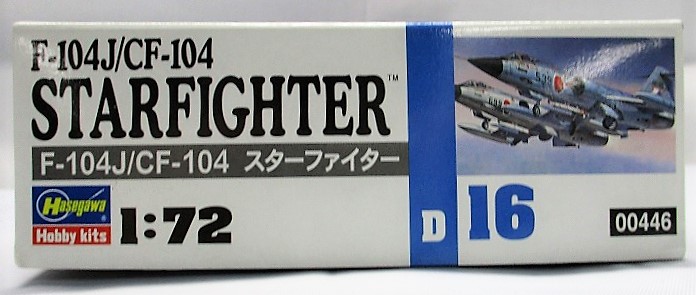 F-104J/CF-104
STARFIGHTER™
F-104J/CF-104 スターファイター
Hasegawa
Hobby kits
1:72
D 16
00446